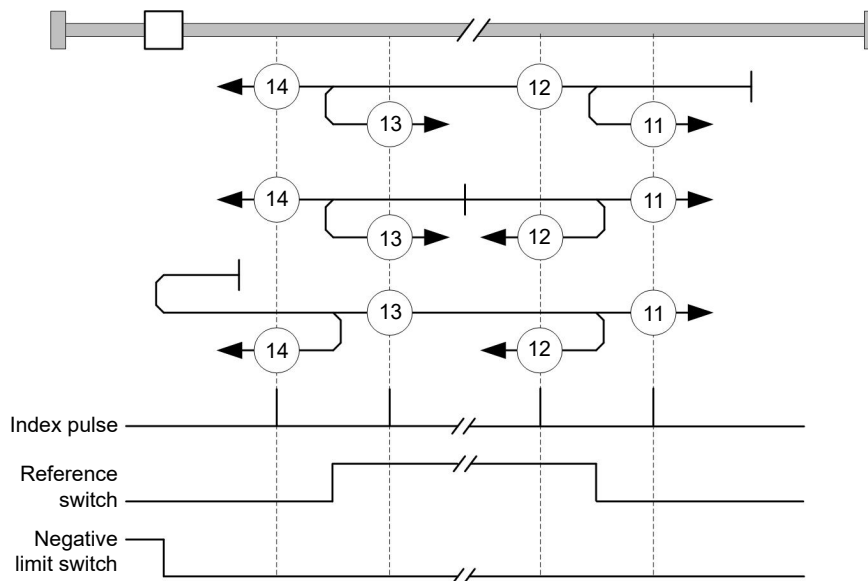 14
12
13
11
14
11
13
12
13
11
14
12
Index pulse
Reference
switch
Negative
limit switch